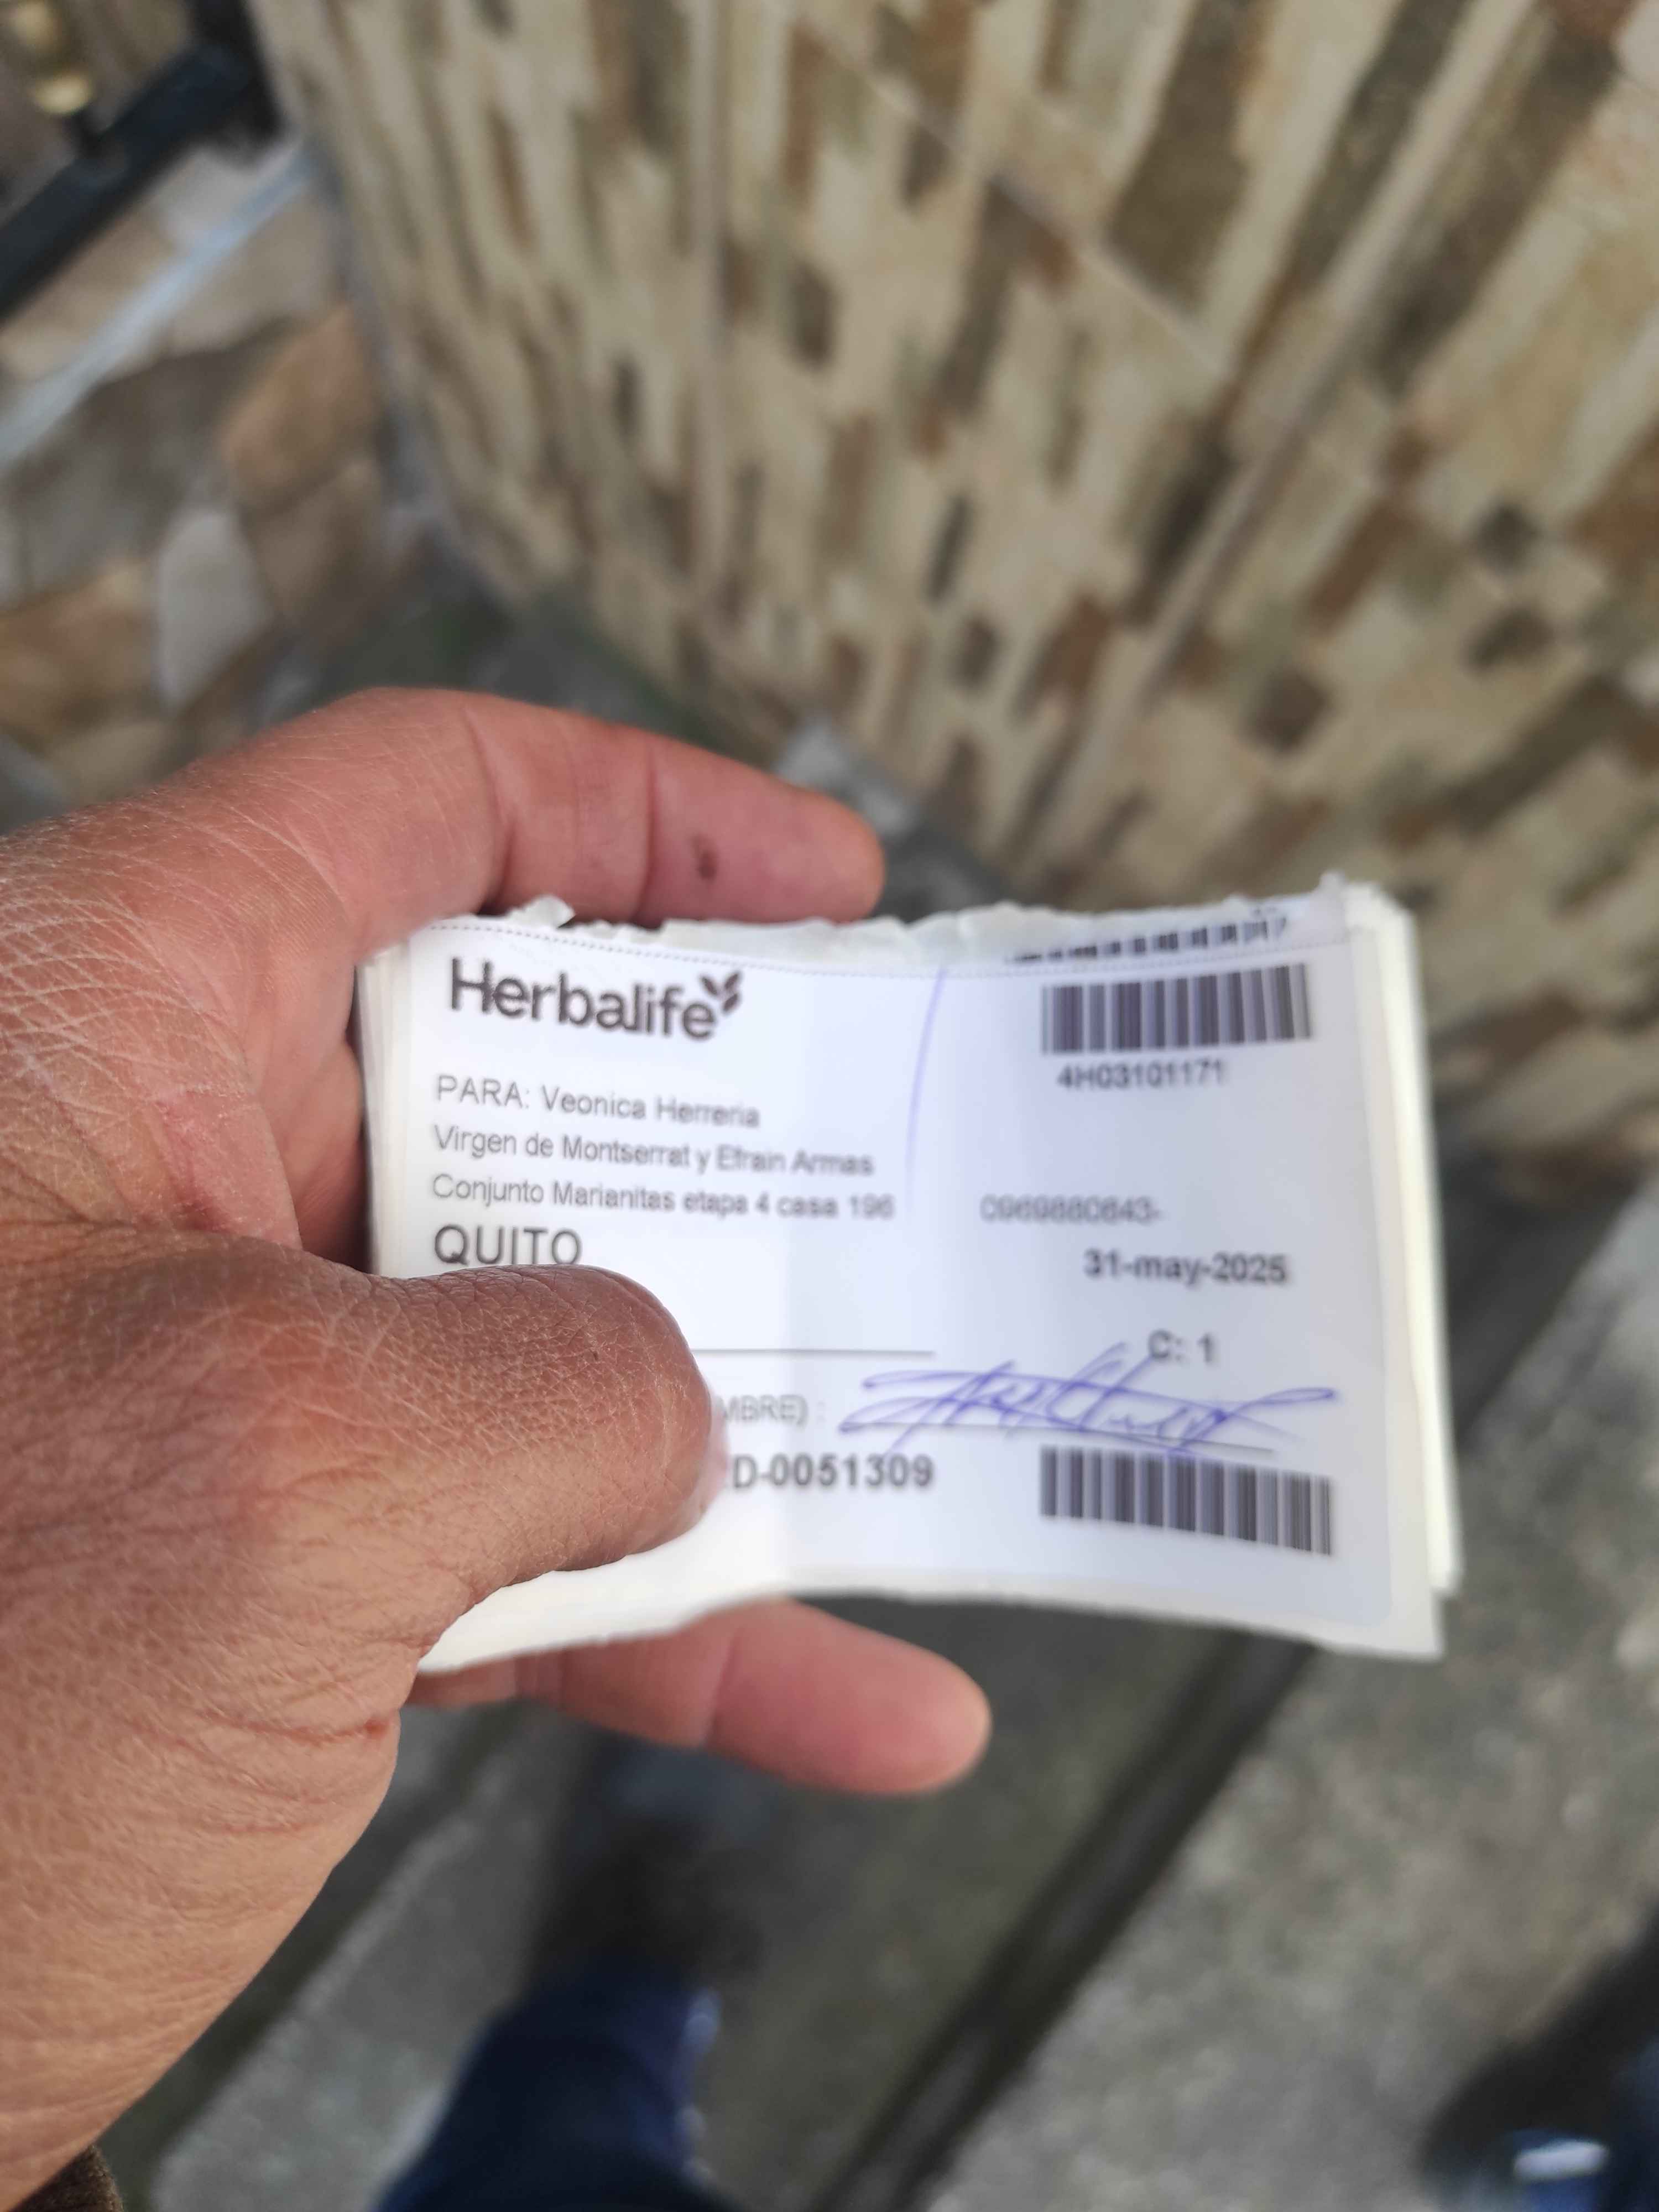 Herbalife
4H03101171
PARA: Veonica Herreria
Virgen de Montserrat y Efrain Armas
Conjunto Marianitas etapa 4 casa 196
0969880643-
QUITO
31-may-2025
C: 1
MBRE) :
D-0051309